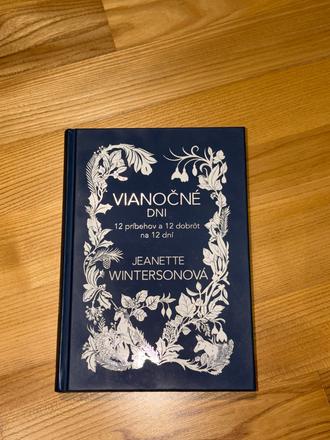 VIANOČNÉ
DNI
12 príbehov a 12 dobrôt
na 12 dní
JEANETTE
WINTERSONOVÁ